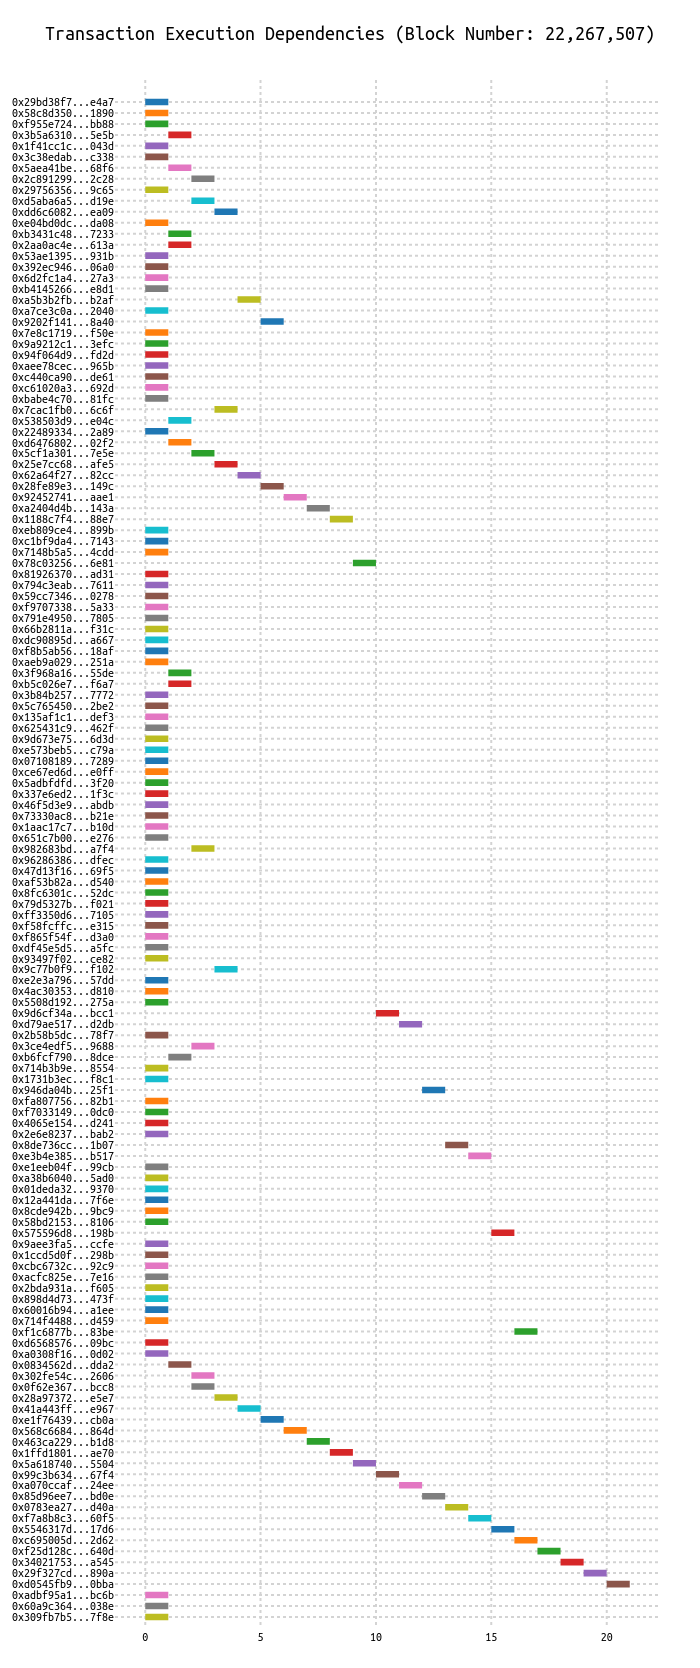 Transaction Execution Dependencies (Block Number: 22,267,507)
0x29bd38f7...e4a7
0x58c8d350...1890
0xf955e724...bb88
0x3b5a6310...5e5b
0x1f41cc1c...043d
0x3c38edab...c338
0x5aea41be...68f6
0x2c891299...2c28
0x29756356...9c65
0xd5aba6a5...d19e
0xdd6c6082...ea09
0xe04bd0dc...da08
0xb3431c48...7233
0x2aa0ac4e...613a
0x53ae1395...931b
0x392ec946...06a0
0x6d2fc1a4...27a3
0xb4145266...e8d1
0xa5b3b2fb...b2af
0xa7ce3c0a...2040
0x9202f141...8a40
0x7e8c1719...f50e
0x9a9212c1...3efc
0x94f064d9...fd2d
0xaee78cec...965b
0xc440ca90...de61
0xc61020a3...692d
0xbabe4c70...81fc
0x7cac1fb0...6c6f
0x538503d9...e04c
0x22489334...2a89
0xd6476802...02f2
0x5cf1a301...7e5e
0x25e7cc68...afe5
0x62a64f27...82cc
0x28fe89e3...149c
0x92452741...aae1
0xa2404d4b...143a
0x1188c7f4...88e7
0xeb809ce4...899b
0xc1bf9da4...7143
0x7148b5a5...4cdd
0x78c03256...6e81
0x81926370...ad31
0x794c3eab...7611
0x59cc7346...0278
0xf9707338...5a33
0x791e4950...7805
0x66b2811a...f31c
0xdc90895d...a667
0xf8b5ab56...18af
0xaeb9a029...251a
0x3f968a16...55de
0xb5c026e7...f6a7
0x3b84b257...7772
0x5c765450...2be2
0x135af1c1...def3
0x625431c9...462f
0x9d673e75...6d3d
0xe573beb5...c79a
0x07108189...7289
0xce67ed6d...e0ff
0x5adbfdfd...3f20
0x337e6ed2...1f3c
0x46f5d3e9...abdb
0x73330ac8...b21e
0x1aac17c7...b10d
0x651c7b00...e276
0x982683bd...a7f4
0x96286386...dfec
0x47d13f16...69f5
0xaf53b82a...d540
0x8fc6301c...52dc
0x79d5327b...f021
0xff3350d6...7105
0xf58fcffc...e315
0xf865f54f...d3a0
0xdf45e5d5...a5fc
0x93497f02...ce82
0x9c77b0f9...f102
0xe2e3a796...57dd
0x4ac30353...d810
0x5508d192...275a
0x9d6cf34a...bcc1
0xd79ae517...d2db
0x2b58b5dc...78f7
0x3ce4edf5...9688
0xb6fcf790...8dce
0x714b3b9e...8554
0x1731b3ec...f8c1
0x946da04b...25f1
0xfa807756...82b1
0xf7033149...0dc0
0x4065e154...d241
0x2e6e8237...bab2
0x8de736cc...1b07
0xe3b4e385...b517
0xe1eeb04f...99cb
0xa38b6040...5ad0
0x01deda32...9370
0x12a441da...7f6e
0x8cde942b...9bc9
0x58bd2153...8106
0x575596d8...198b
0x9aee3fa5...ccfe
0x1ccd5d0f...298b
0xcbc6732c...92c9
0xacfc825e...7e16
0x2bda931a...f605
0x898d4d73...473f
0x60016b94...a1ee
0x714f4488...d459
0xf1c6877b...83be
0xd6568576...09bc
0xa0308f16...0d02
0x0834562d...dda2
0x302fe54c...2606
0x0f62e367...bcc8
0x28a97372...e5e7
0x41a443ff...e967
0xe1f76439...cb0a
0x568c6684...864d
0x463ca229...b1d8
0x1ffd1801...ae70
0x5a618740...5504
0x99c3b634...67f4
0xa070ccaf...24ee
0x85d96ee7...bd0e
0x0783ea27...d40a
0xf7a8b8c3...60f5
0x5546317d...17d6
0xc695005d...2d62
0xf25d128c...640d
0x34021753...a545
0x29f327cd...890a
0xd0545fb9...0bba
0xadbf95a1...bc6b
0x60a9c364...038e
0x309fb7b5...7f8e
0 5 10 15 20